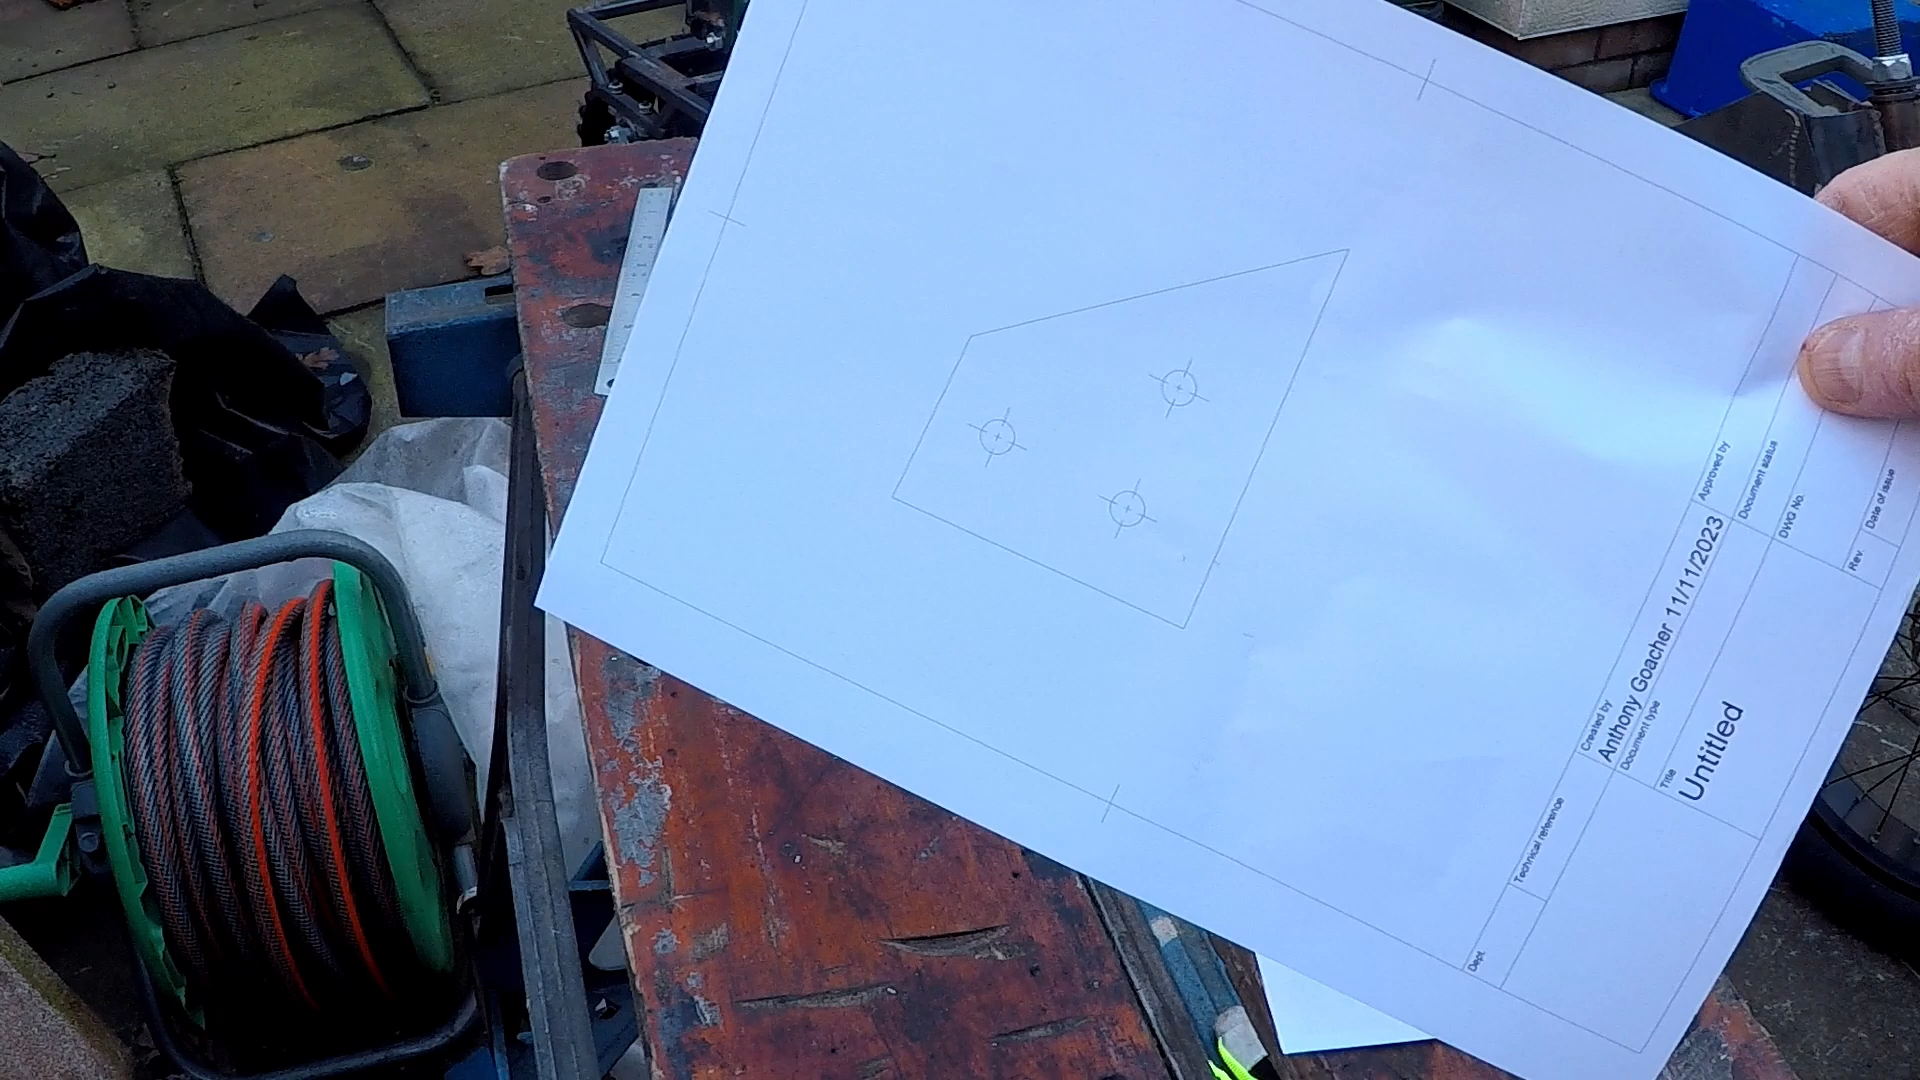 Dept.
Technical reference
Created by
Anthony Goacher 11/11/2023
Approved by
Document type
Document status
Title
Untitled
DWG No.
Rev.
Date of issue